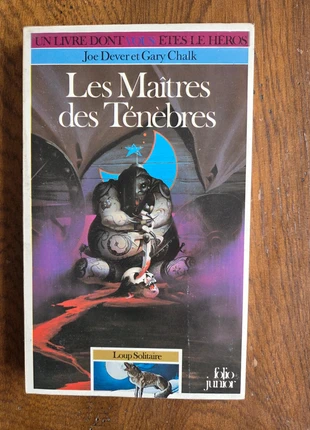 UN LIVRE DONT VOUS ÊTES LE HÉROS
Joe Dever et Gary Chalk
Les Maîtres
des Ténèbres
Loup Solitaire
folio
junior